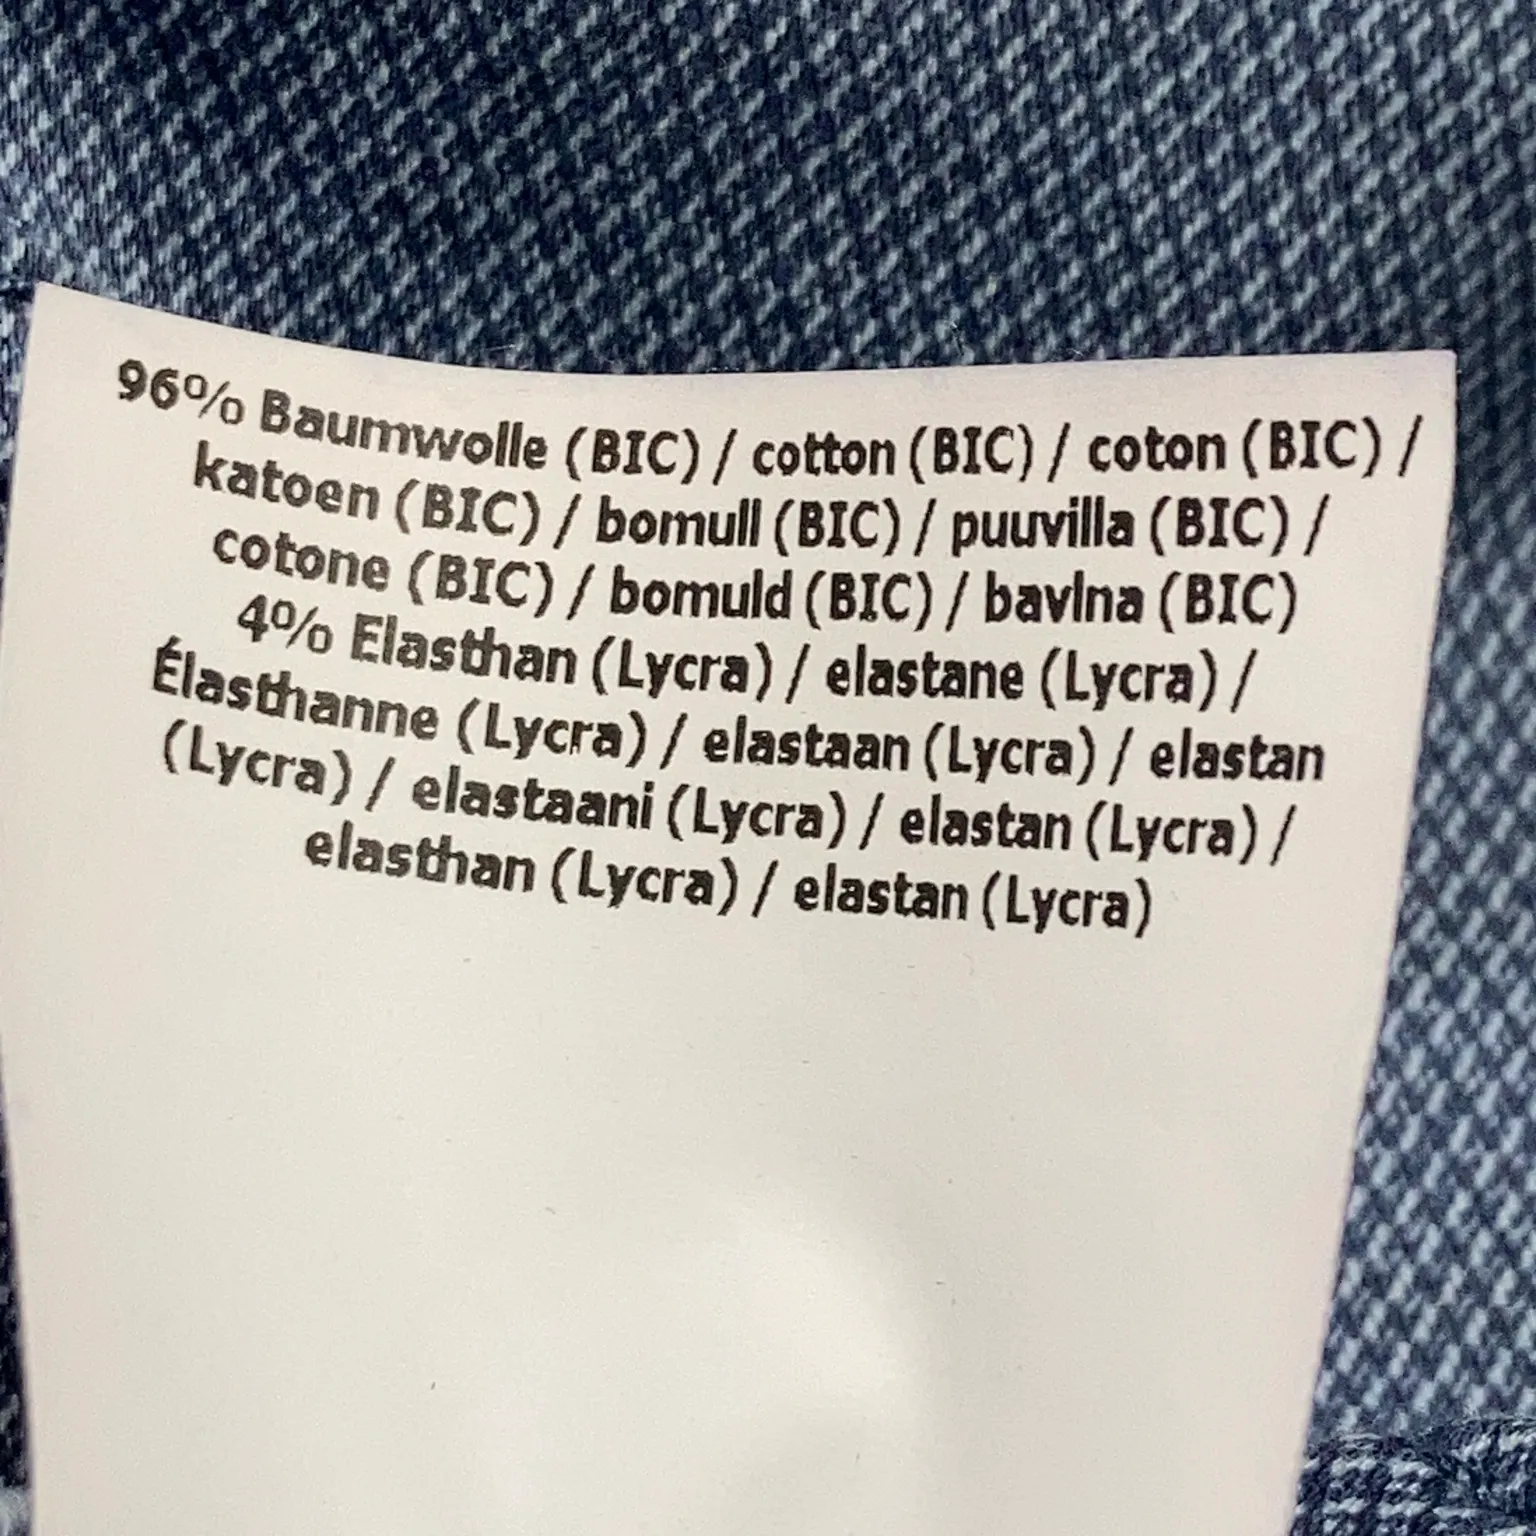 96% Baumwolle (BIC) / cotton (BIC) / coton (BIC) /
katoen (BIC) / bomull (BIC) / puuvilla (BIC) /
cotone (BIC) / bomuld (BIC) / bavlna (BIC)
4% Elasthan (Lycra) / elastane (Lycra) /
Élasthanne (Lycra) / elastaan (Lycra) / elastan
(Lycra) / elastaani (Lycra) / elastan (Lycra) /
elasthan (Lycra) / elastan (Lycra)